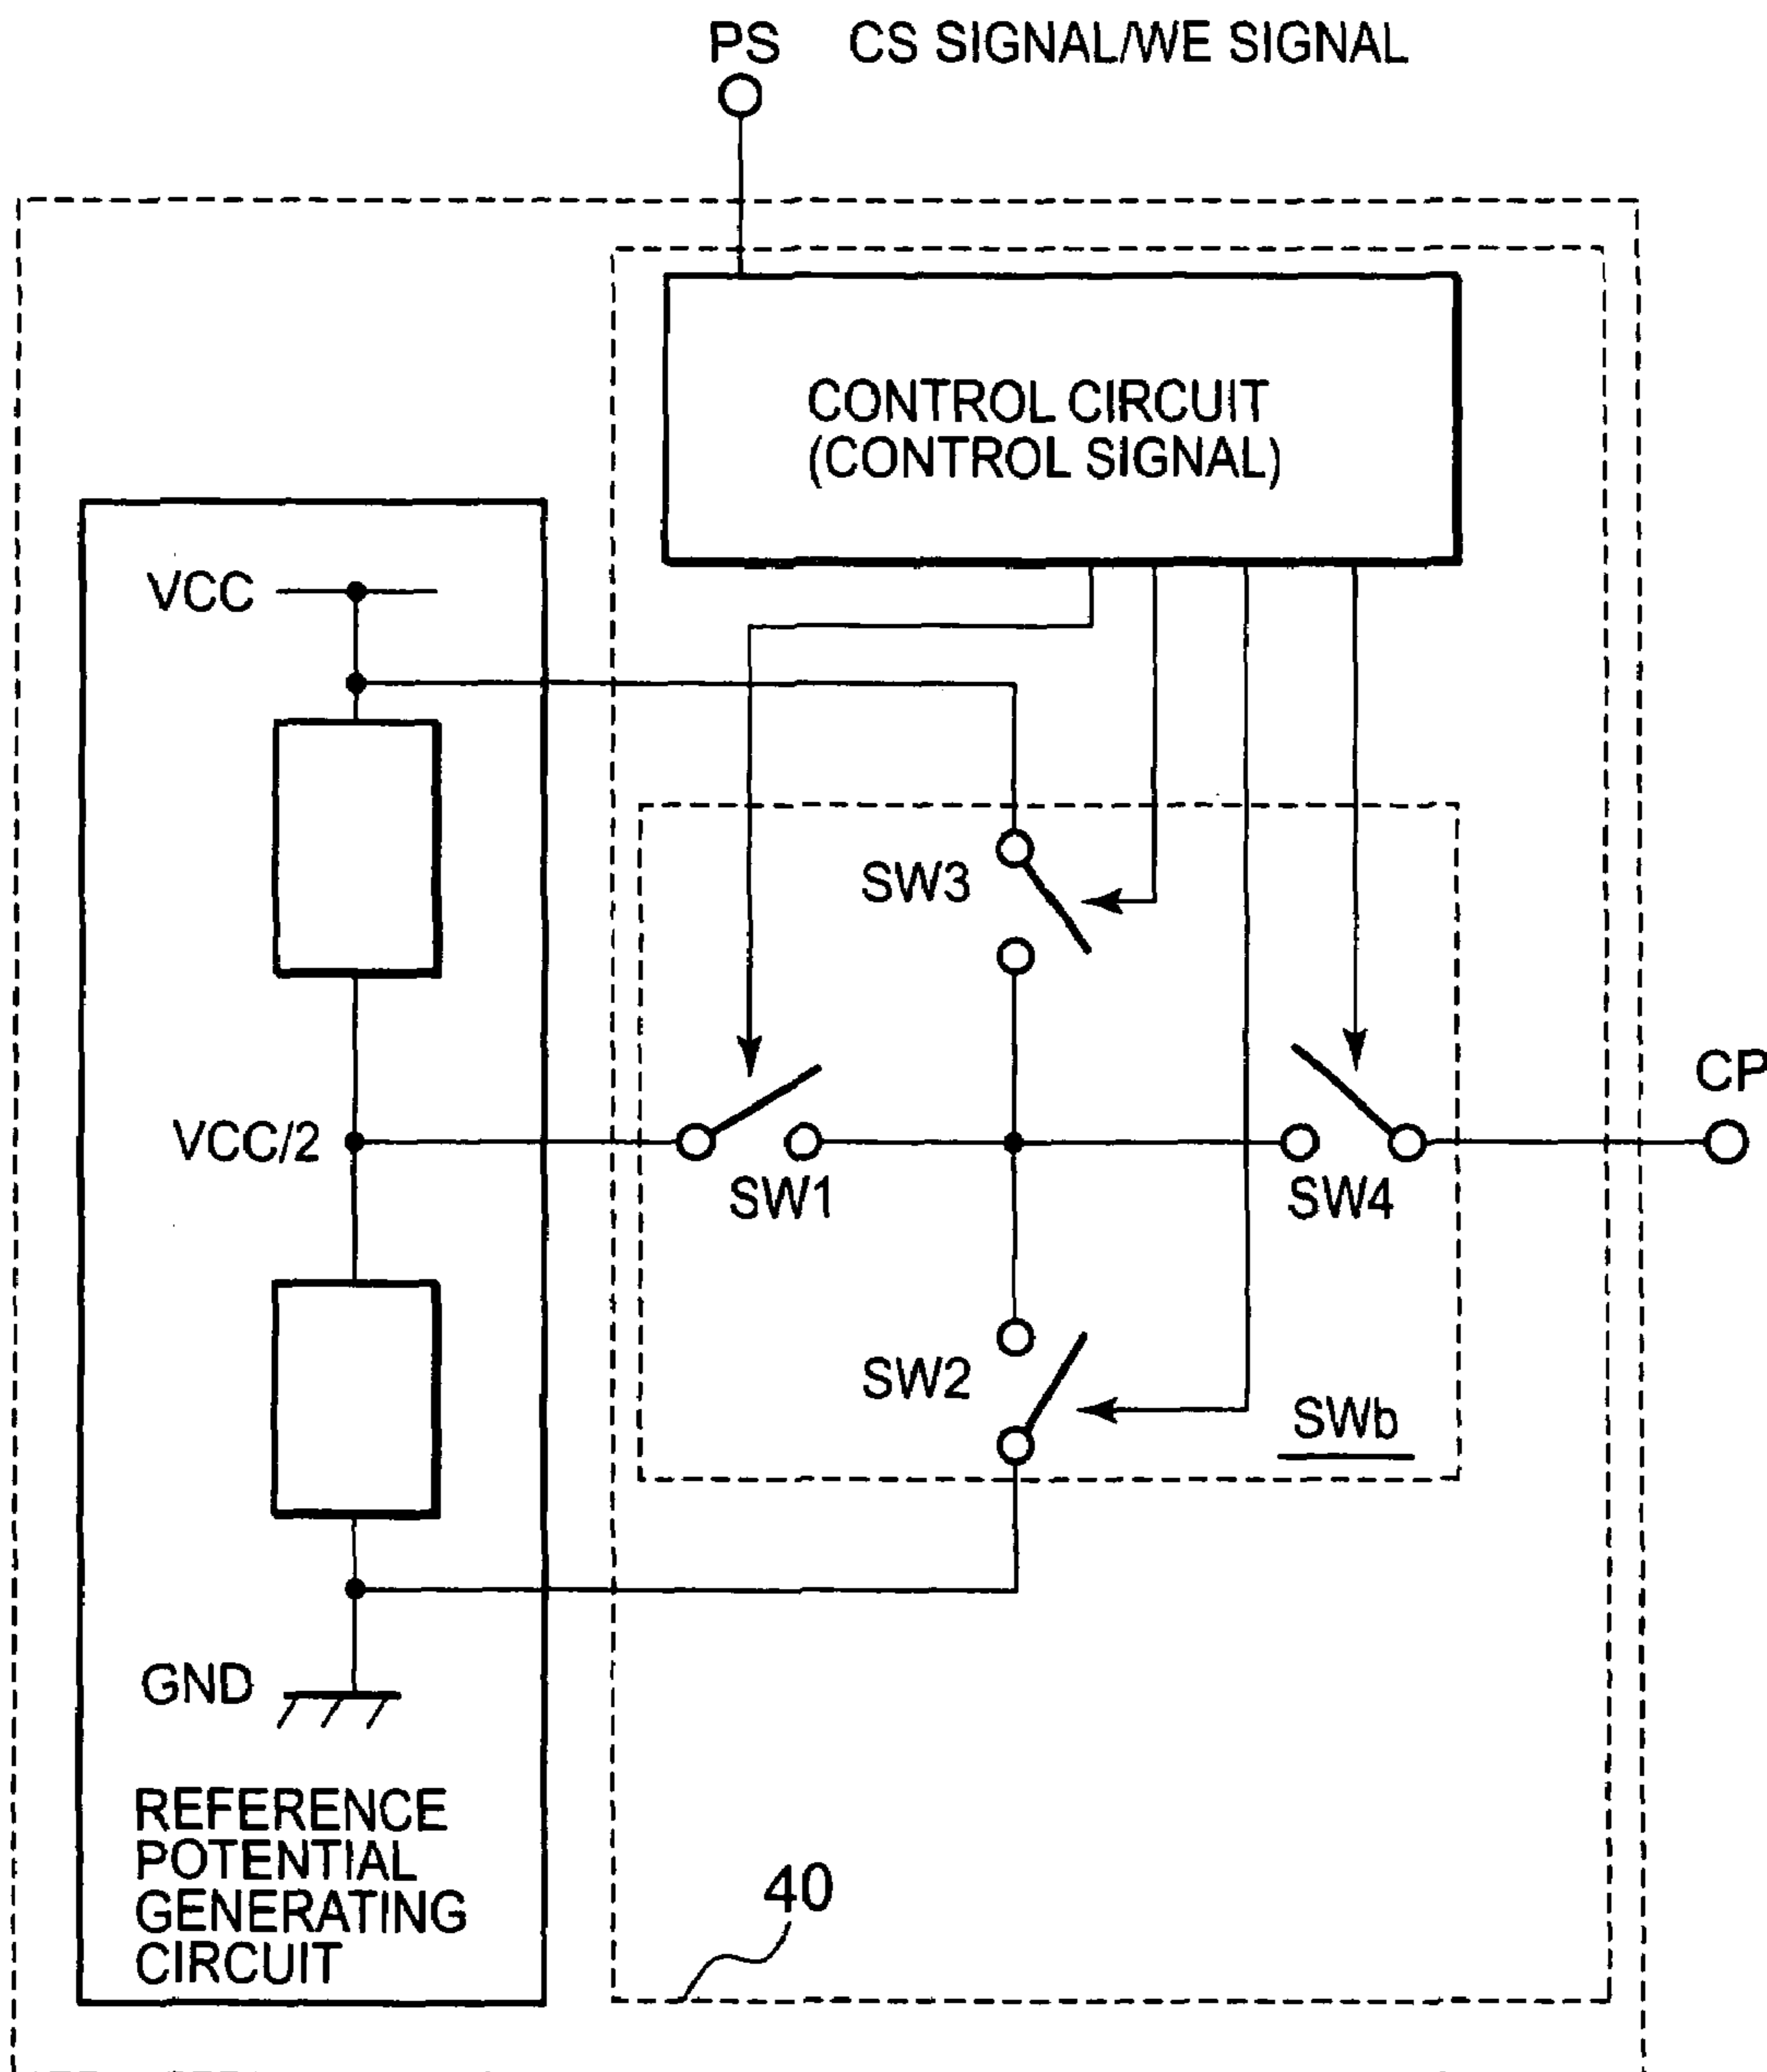 PS CS SIGNAL/WE SIGNAL
CONTROL CIRCUIT
(CONTROL SIGNAL)
VCC
SW3
CP
VCC/2
SW1
SW4
SW2
SWb
GND
REFERENCE
POTENTIAL
GENERATING
CIRCUIT
40